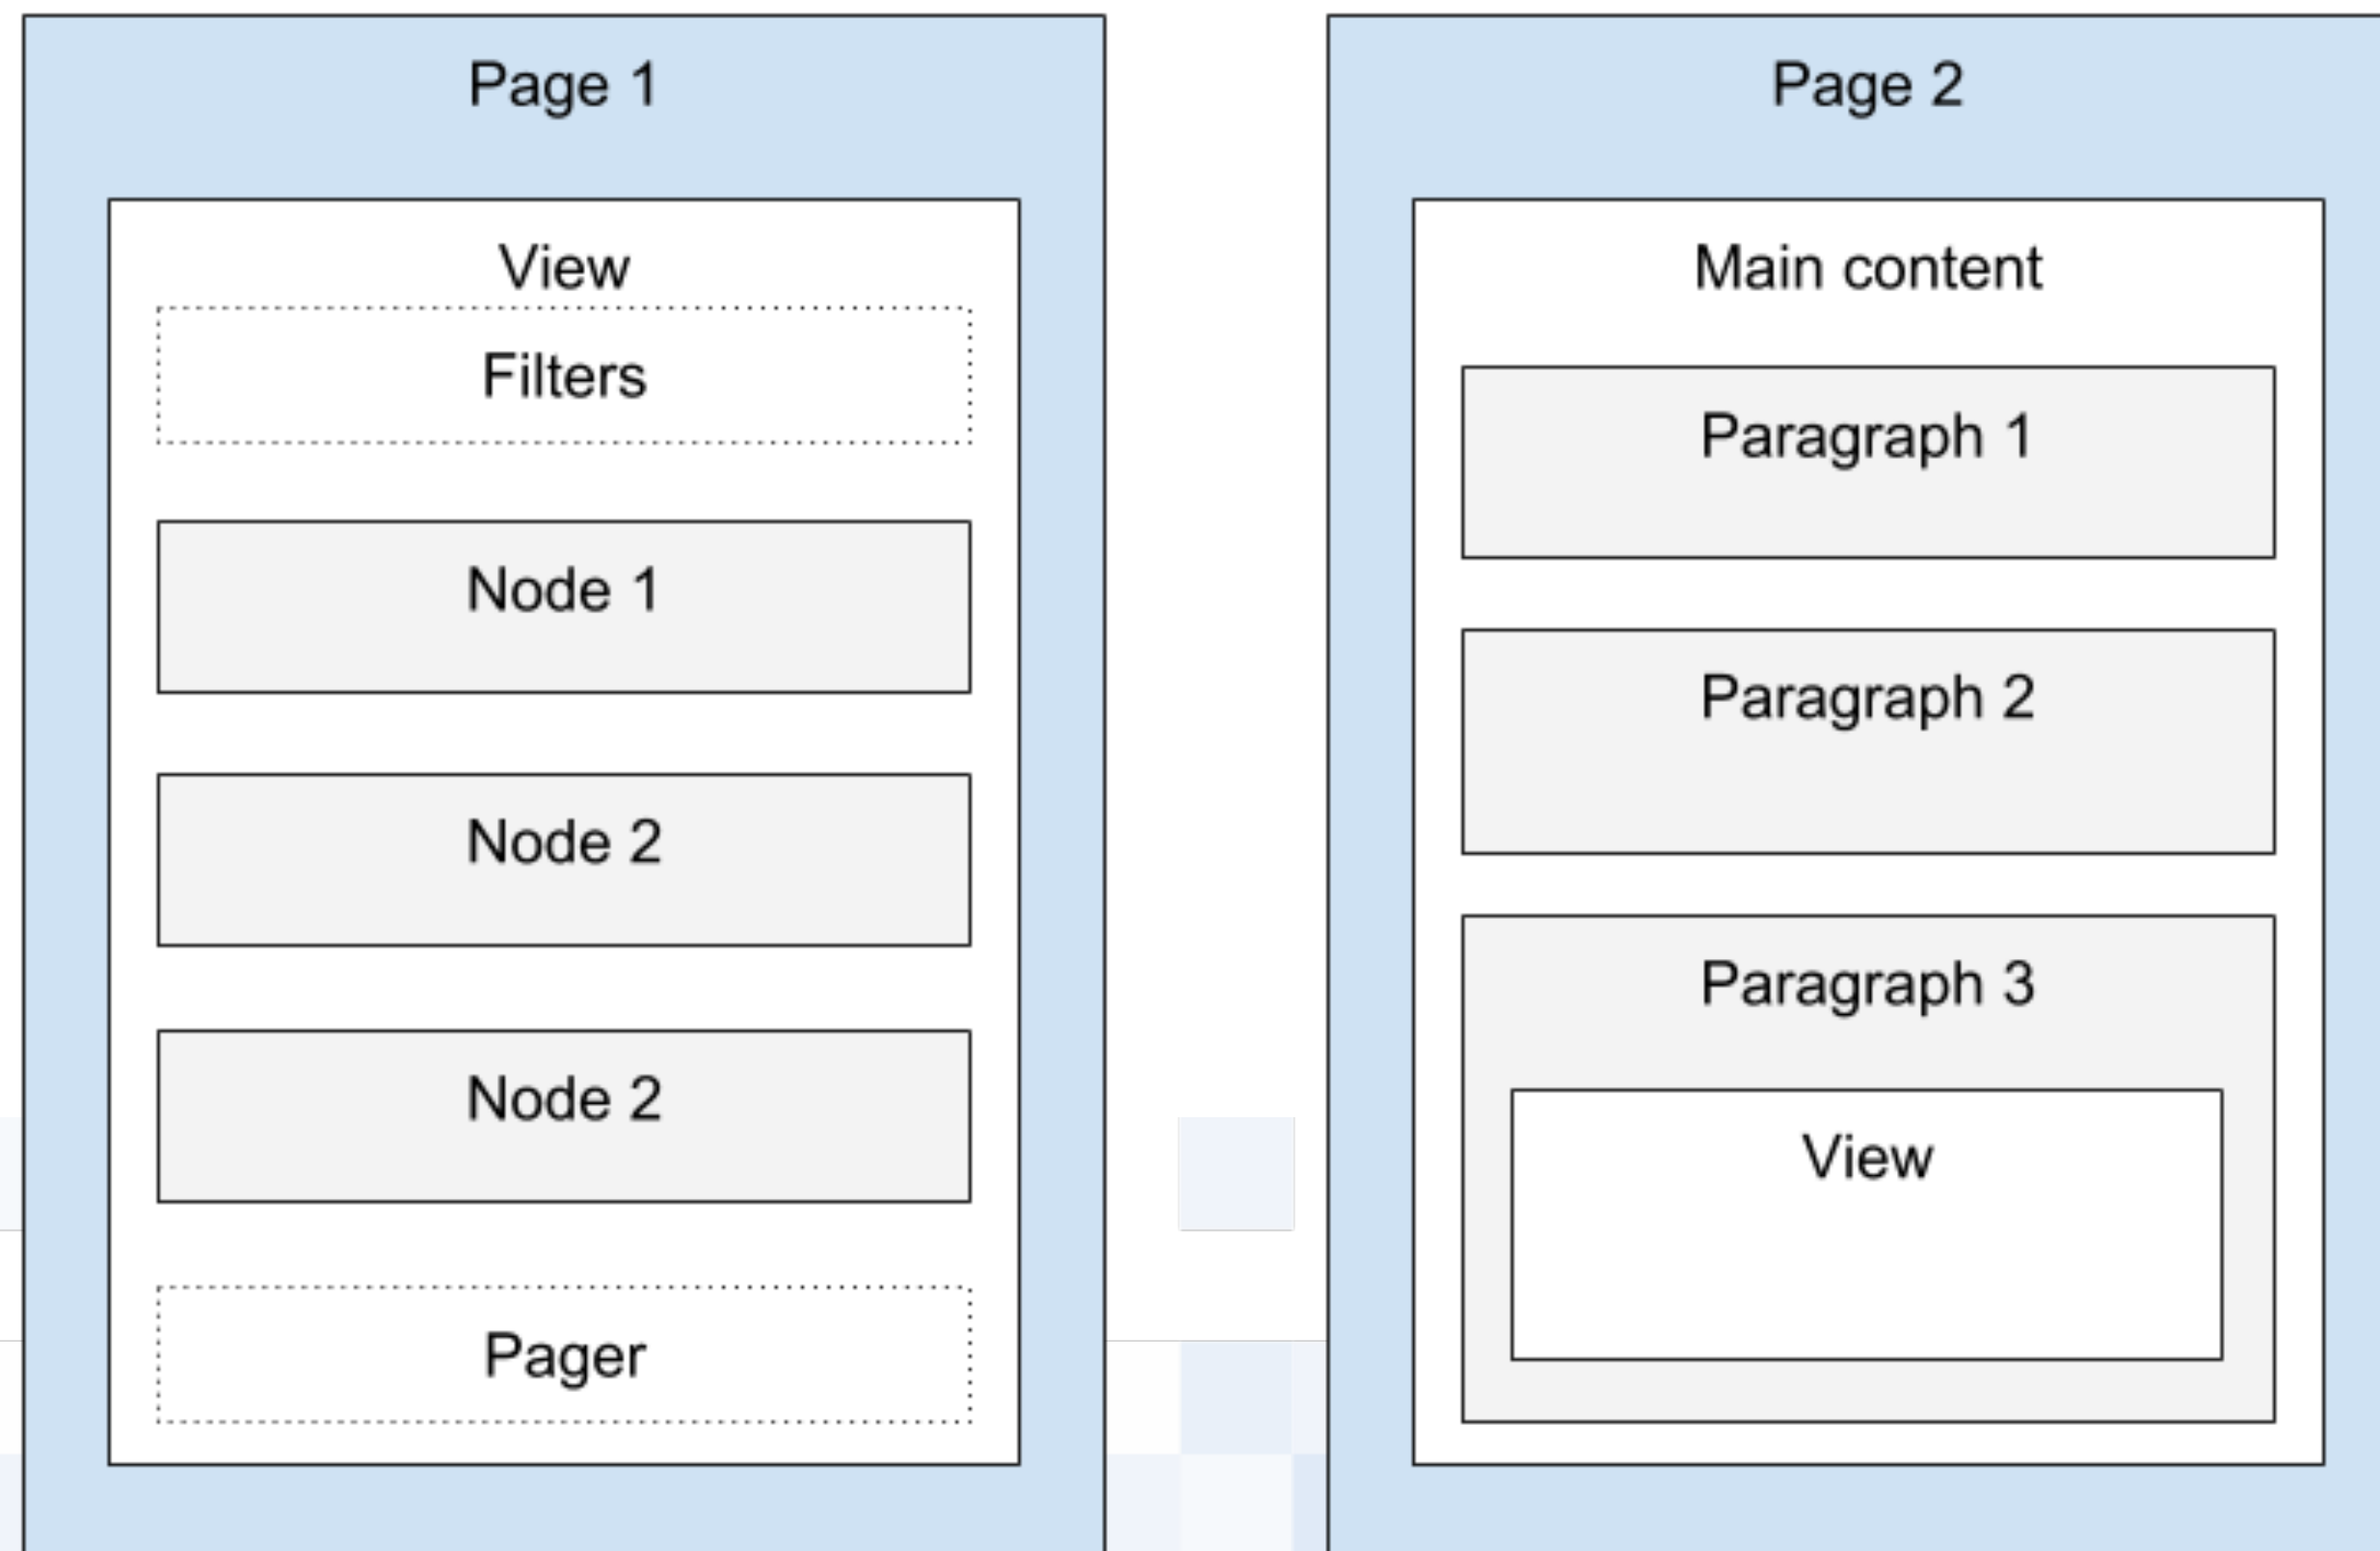 Page 1
View
Filters
Node 1
Node 2
Node 2
Pager
Page 2
Main content
Paragraph 1
Paragraph 2
Paragraph 3
View